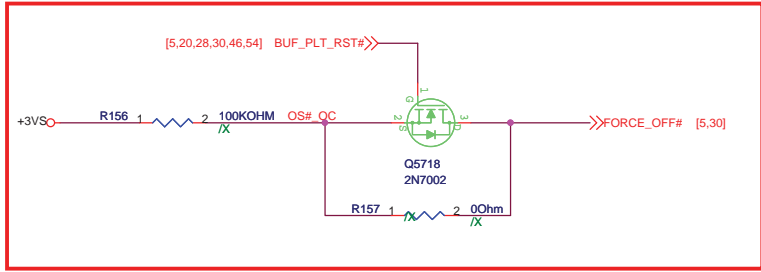 [5,20,28,30,46,54] BUF_PLT_RST#
1
G
+3VS
R156 1 2 100KOHM
/X
OS#_OC
2 S
3 D
FORCE_OFF# [5,30]
Q5718
2N7002
R157 1 /X 2 0Ohm
/X